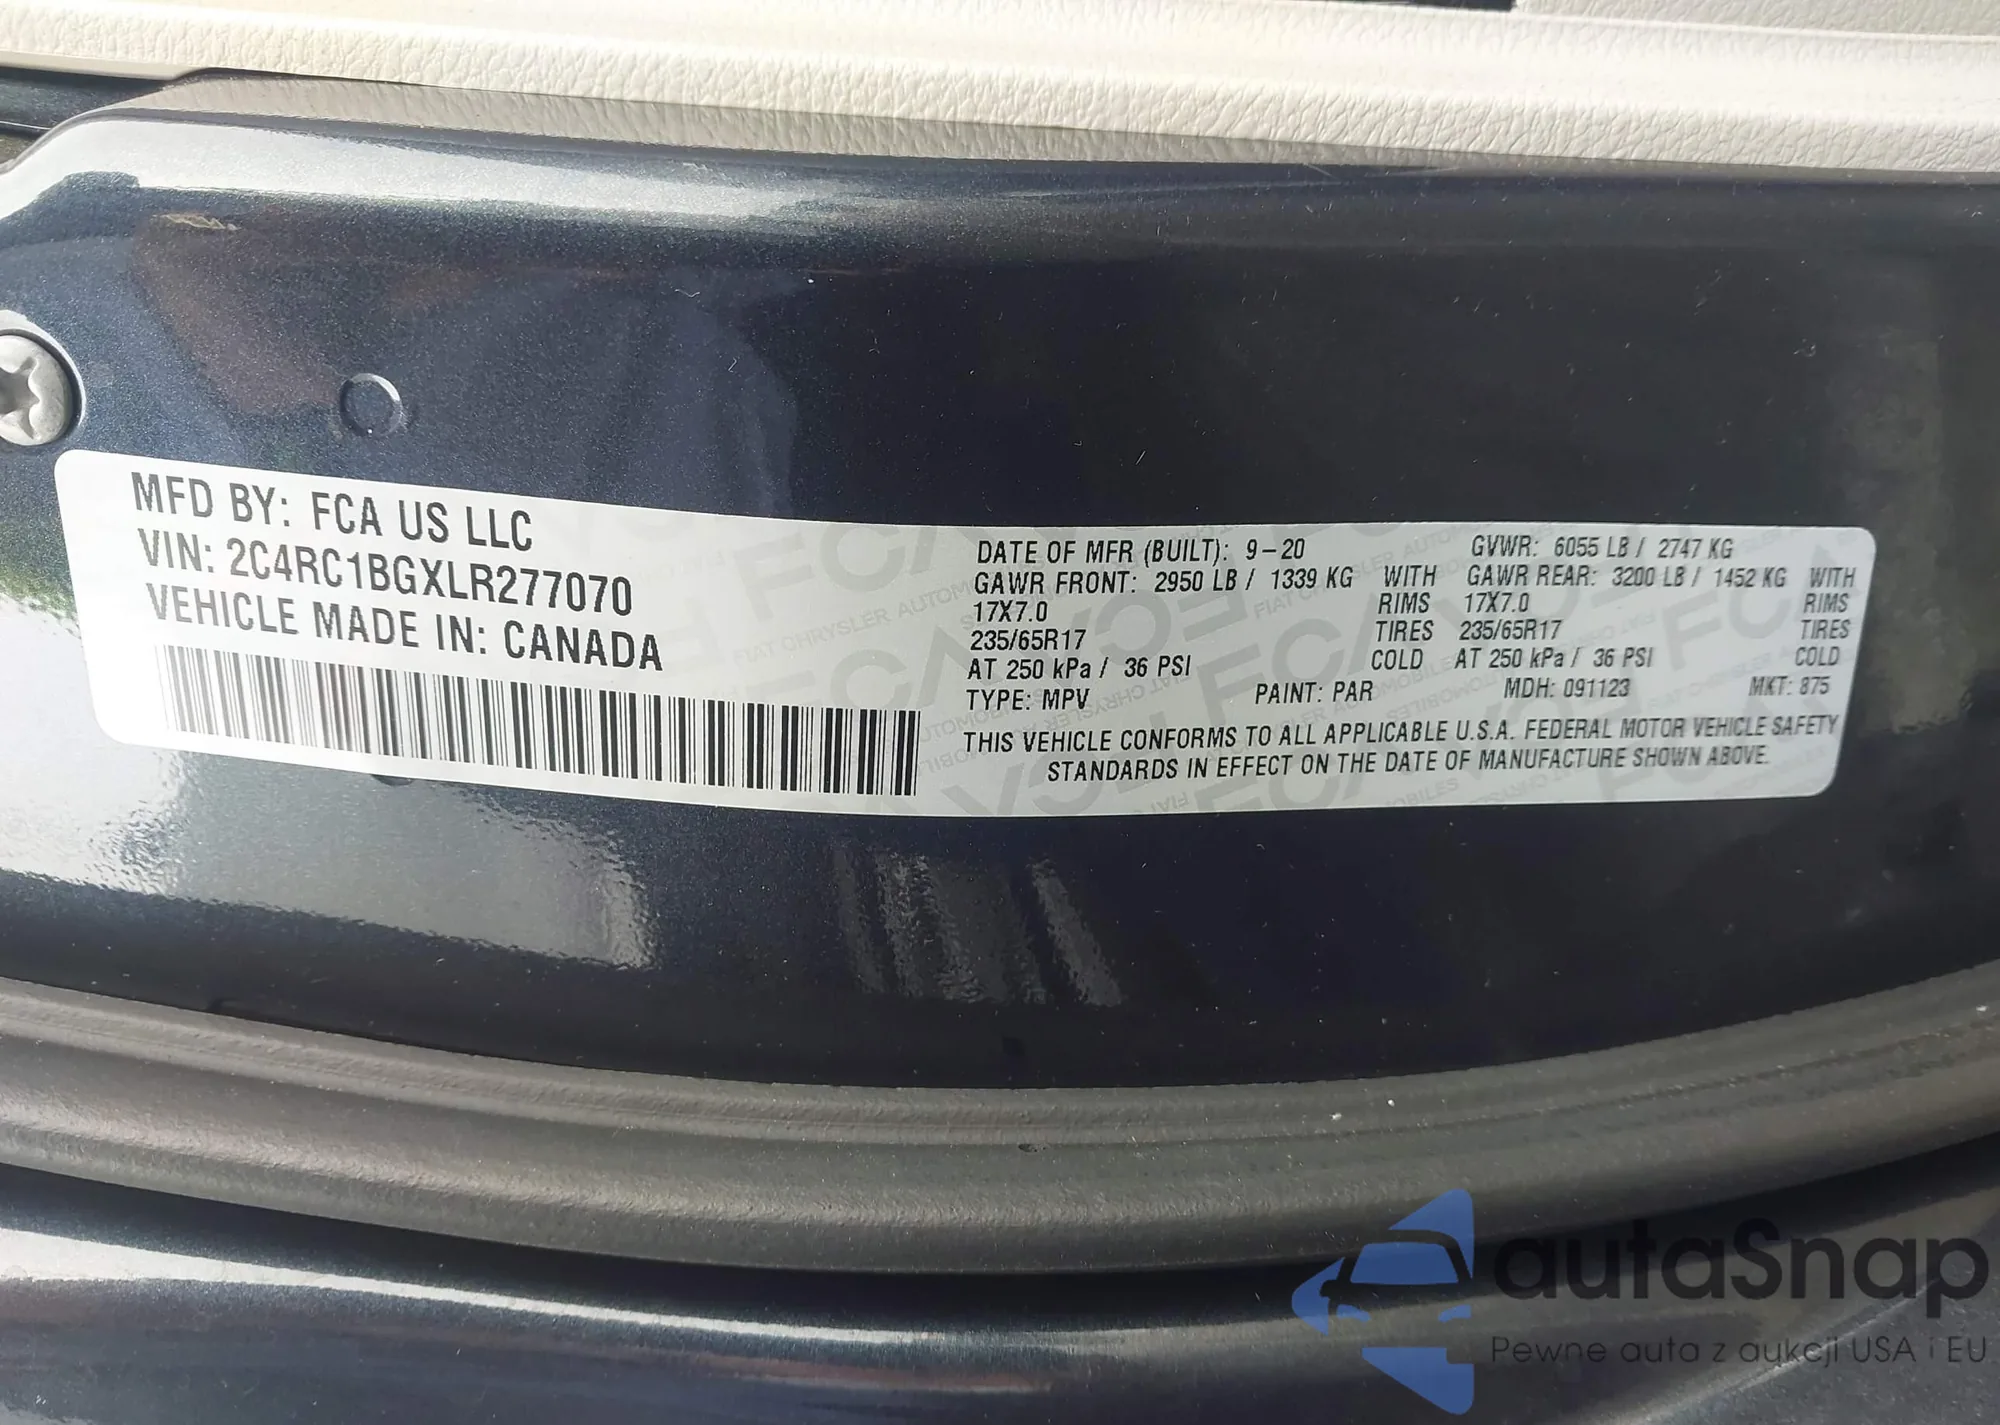 MFD BY: FCA US LLC
VIN: 2C4RC1BGXLR277070
VEHICLE MADE IN: CANADA
DATE OF MFR (BUILT): 9-20 GVWR: 6055 LB / 2747 KG
GAWR FRONT: 2950 LB / 1339 KG WITH GAWR REAR: 3200 LB / 1452 KG WITH
17X7.0 RIMS 17X7.0 RIMS
235/65R17 TIRES 235/65R17 TIRES
AT 250 kPa / 36 PSI COLD AT 250 kPa / 36 PSI COLD
TYPE: MPV PAINT: PAR MDH: 091123 MKT: 875
THIS VEHICLE CONFORMS TO ALL APPLICABLE U.S.A. FEDERAL MOTOR VEHICLE SAFETY
STANDARDS IN EFFECT ON THE DATE OF MANUFACTURE SHOWN ABOVE.
autaSnap
Pewne auta z aukcji USA i EU